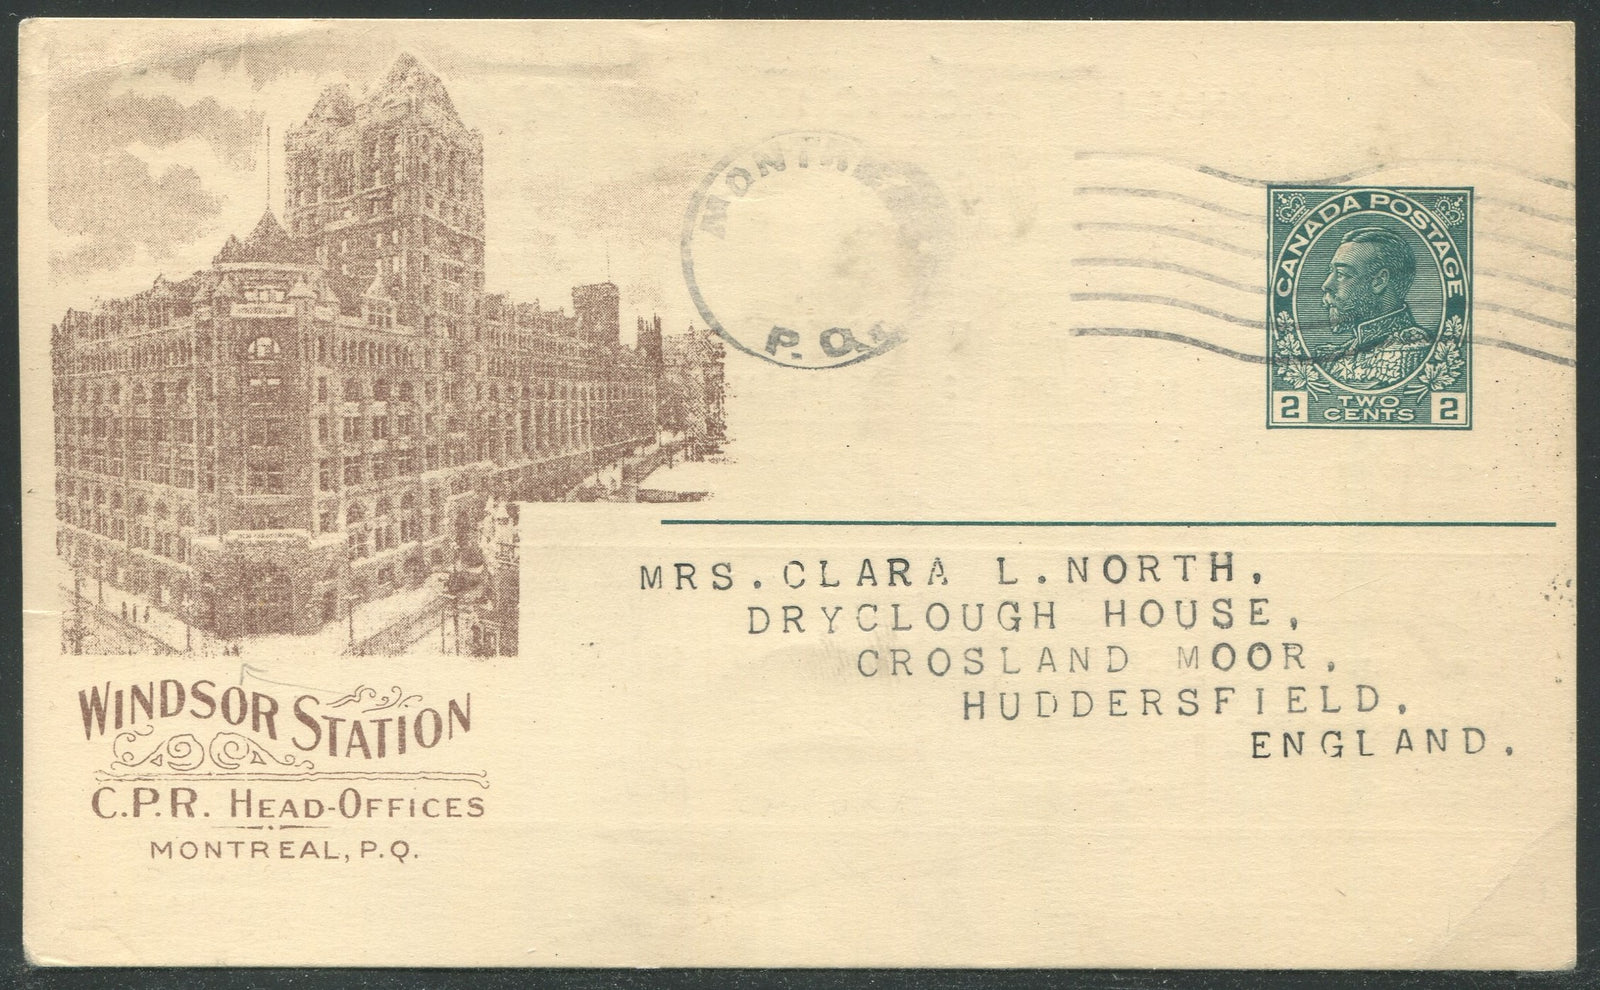 WINDSOR STATION
C.P.R. HEAD-OFFICES
MONTREAL, P.Q.
MONTREAL
P.Q.
CANADA POSTAGE
2 TWO CENTS 2
MRS. CLARA L. NORTH,
DRYCLOUGH HOUSE,
CROSLAND MOOR,
HUDDERSFIELD,
ENGLAND.